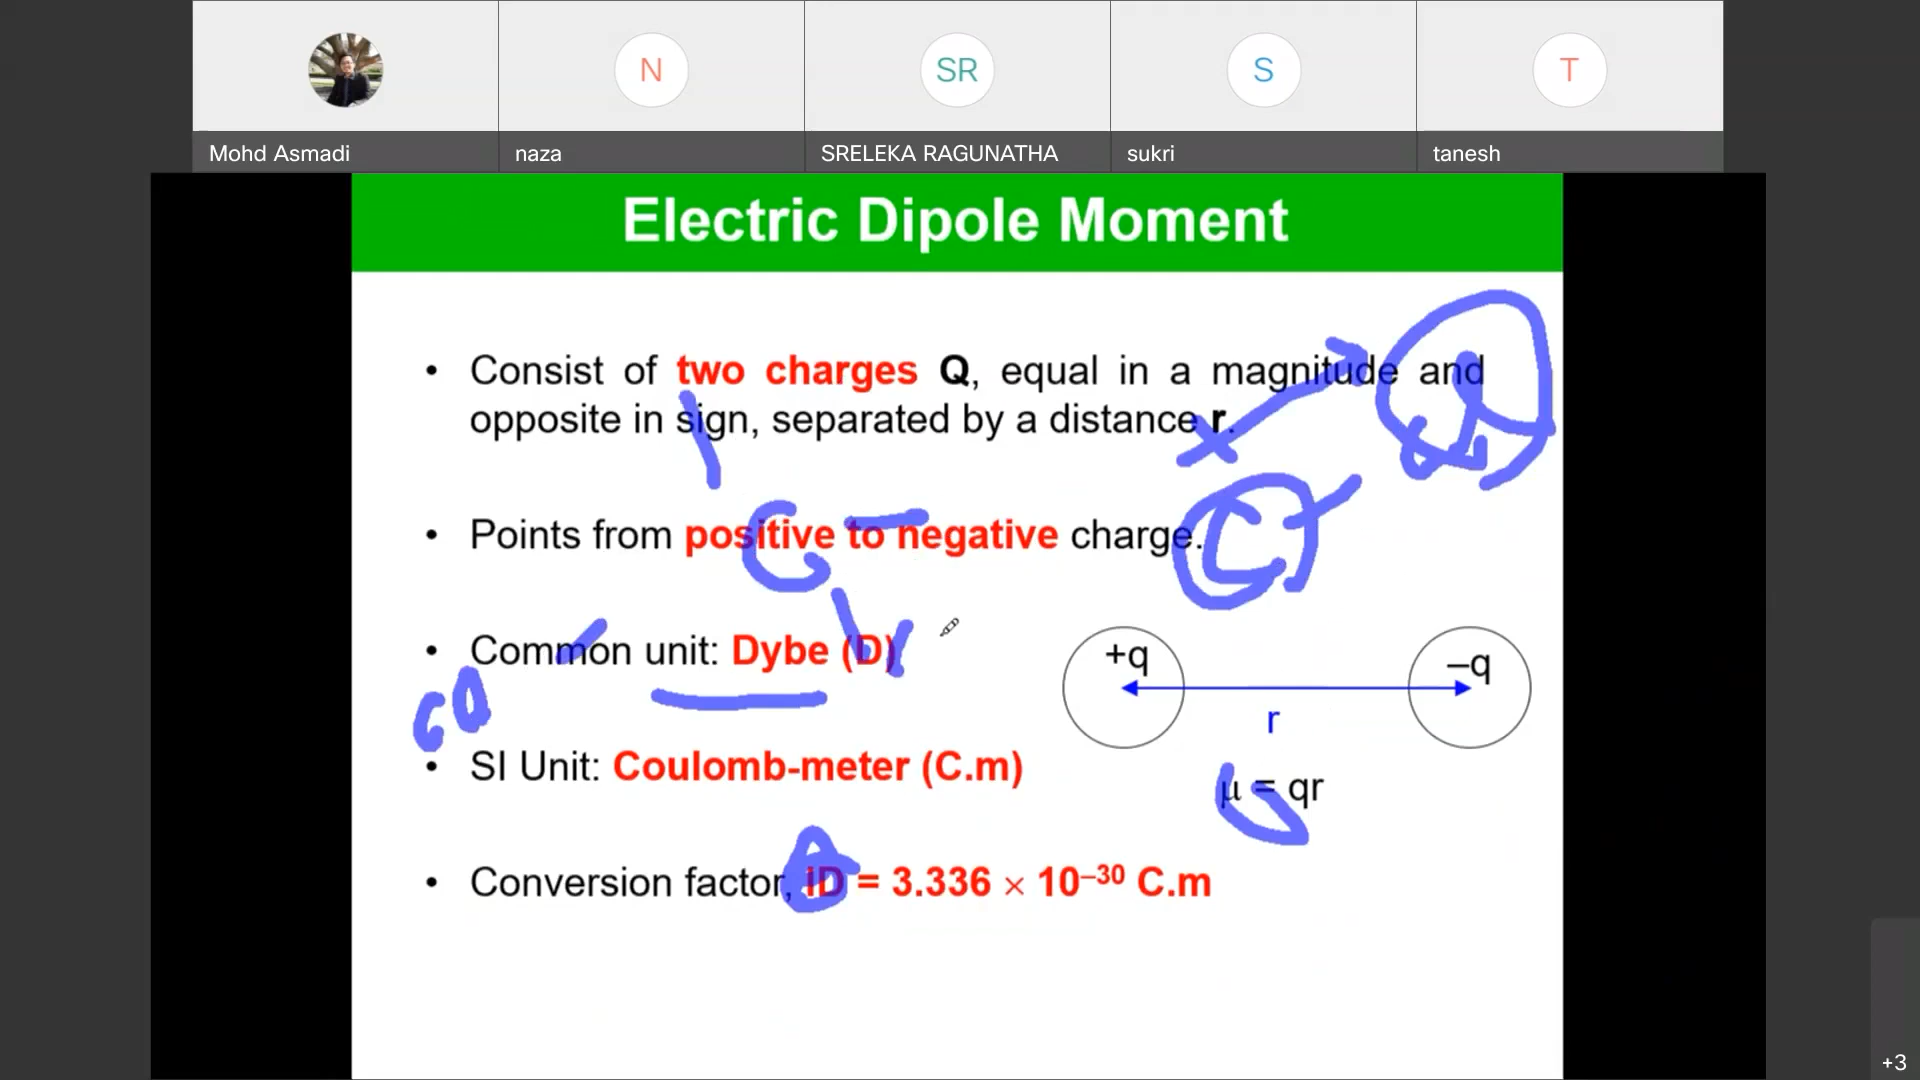 N
SR
S
T
Mohd Asmadi
naza
SRELEKA RAGUNATHA
sukri
tanesh
Electric Dipole Moment
• Consist of two charges Q, equal in a magnitude and
opposite in sign, separated by a distance r.
• Points from positive to negative charge.
• Common unit: Dybe (D)
+q
–q
r
• SI Unit: Coulomb-meter (C.m)
μ = qr
• Conversion factor, iD = 3.336 × 10⁻³⁰ C.m
+3